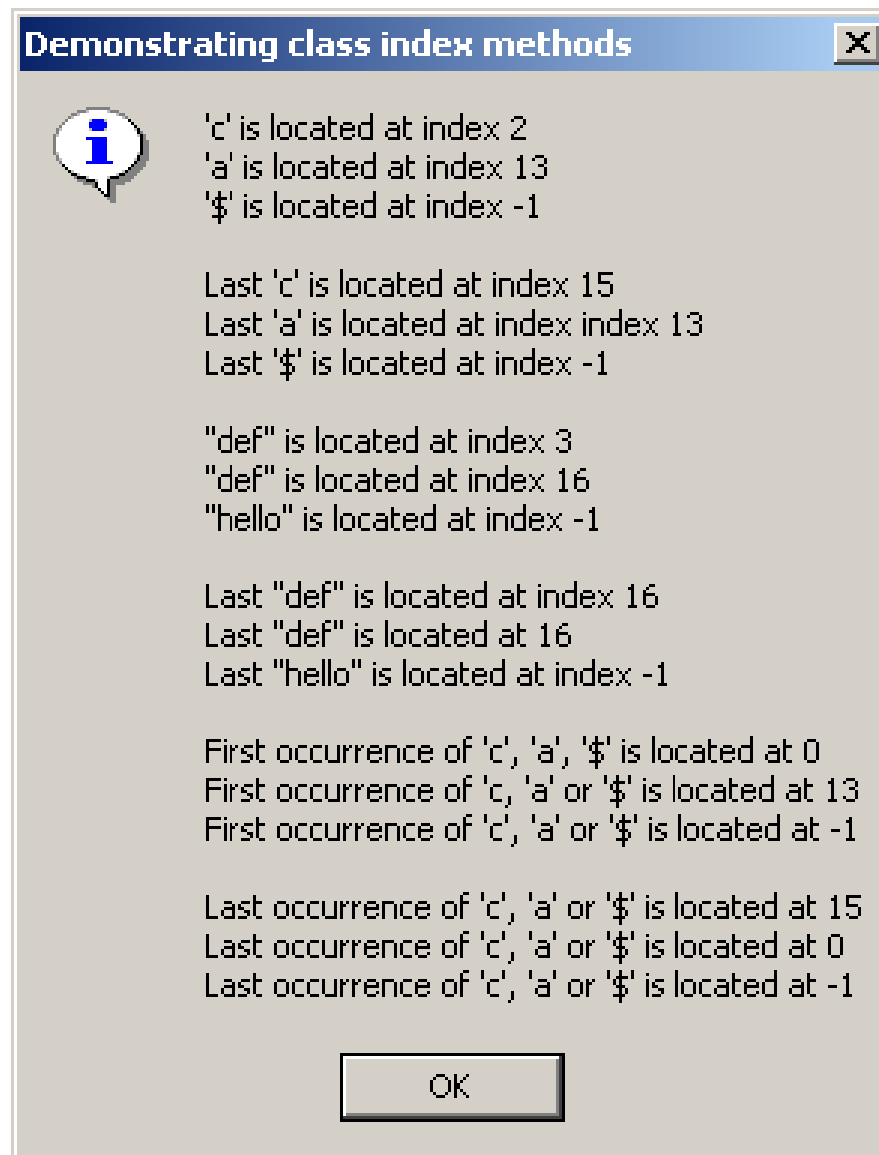 Demonstrating class index methods
'c' is located at index 2
'a' is located at index 13
'$' is located at index -1
Last 'c' is located at index 15
Last 'a' is located at index index 13
Last '$' is located at index -1
"def" is located at index 3
"def" is located at index 16
"hello" is located at index -1
Last "def" is located at index 16
Last "def" is located at 16
Last "hello" is located at index -1
First occurrence of 'c', 'a', '$' is located at 0
First occurrence of 'c, 'a' or '$' is located at 13
First occurrence of 'c', 'a' or '$' is located at -1
Last occurrence of 'c', 'a' or '$' is located at 15
Last occurrence of 'c', 'a' or '$' is located at 0
Last occurrence of 'c', 'a' or '$' is located at -1
OK